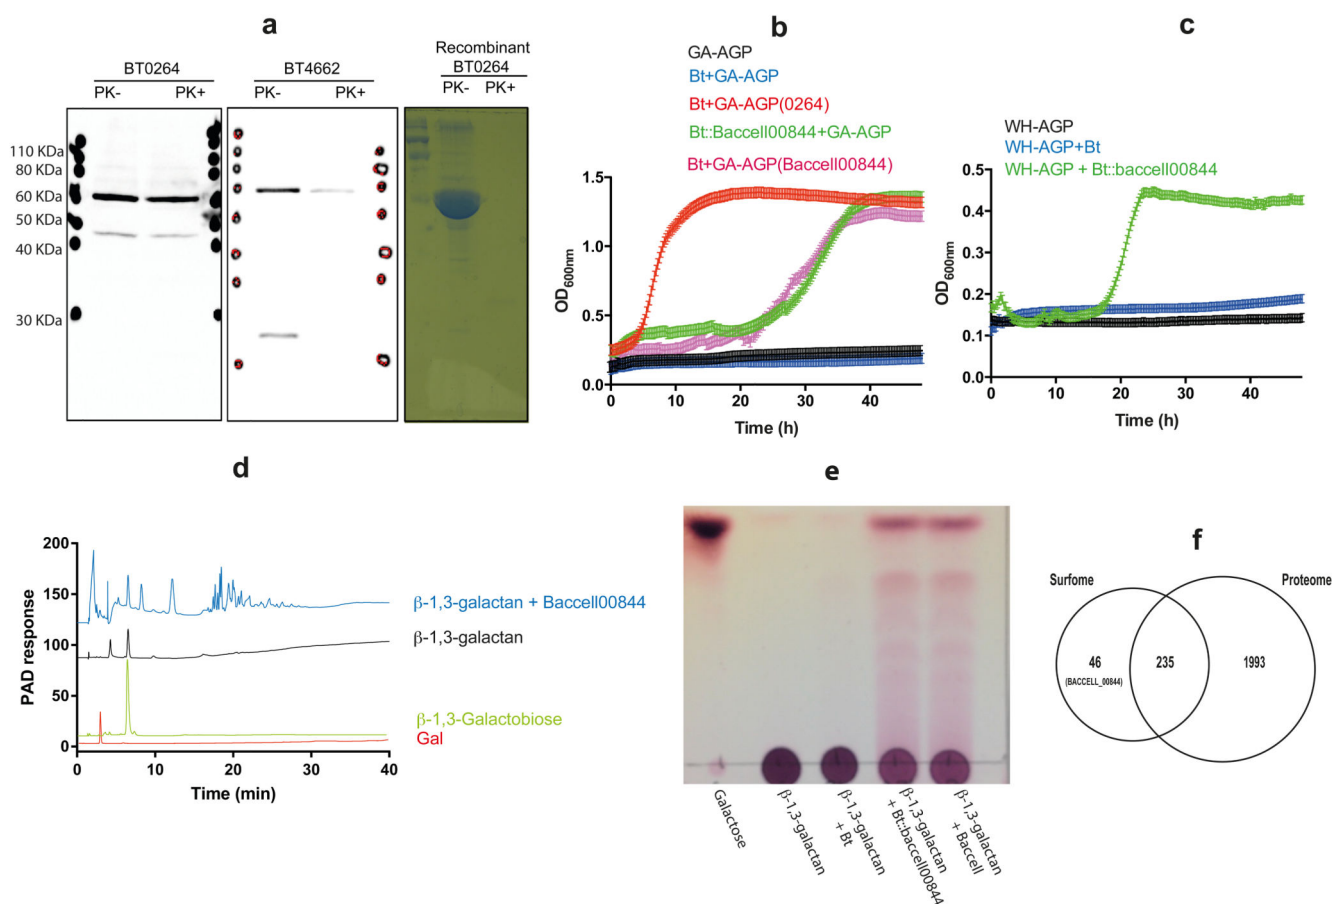 a
BT0264
PK-
PK+
BT4662
PK-
PK+
Recombinant
BT0264
PK-
PK+
110 KDa
80 KDa
60 KDa
50 KDa
40 KDa
30 KDa
b
GA-AGP
Bt+GA-AGP
Bt+GA-AGP(0264)
Bt::Baccell00844+GA-AGP
Bt+GA-AGP(Baccell00844)
OD600nm
1.5
1.0
0.5
0.0
0
10
20
30
40
Time (h)
c
WH-AGP
WH-AGP+Bt
WH-AGP + Bt::baccell00844
OD600nm
0.5
0.4
0.3
0.2
0.1
0.0
0
10
20
30
40
Time (h)
d
PAD response
200
150
100
50
0
0
10
20
30
40
Time (min)
β-1,3-galactan + Baccell00844
β-1,3-galactan
β-1,3-Galactobiose
Gal
e
Galactose
β-1,3-galactan
β-1,3-galactan
+ Bt
β-1,3-galactan
+ Bt::baccell00844
β-1,3-galactan
+ Baccell
f
Surfome
Proteome
46
(BACCELL_00844)
235
1993